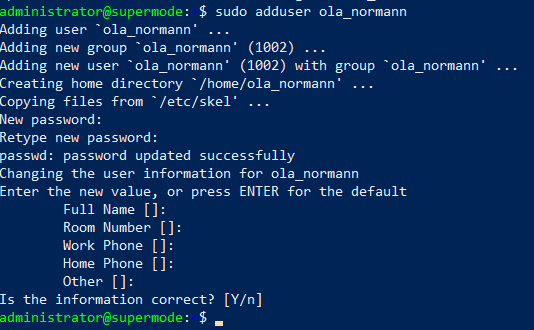 administrator@supermode:~$ sudo adduser ola_normann
Adding user `ola_normann' ...
Adding new group `ola_normann' (1002) ...
Adding new user `ola_normann' (1002) with group `ola_normann' ...
Creating home directory `/home/ola_normann' ...
Copying files from `/etc/skel' ...
New password:
Retype new password:
passwd: password updated successfully
Changing the user information for ola_normann
Enter the new value, or press ENTER for the default
Full Name []:
Room Number []:
Work Phone []:
Home Phone []:
Other []:
Is the information correct? [Y/n]
administrator@supermode:~$